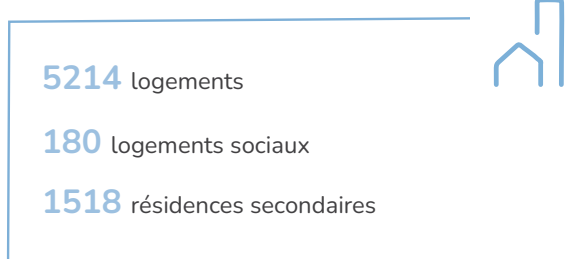 5214 logements
180 logements sociaux
1518 résidences secondaires